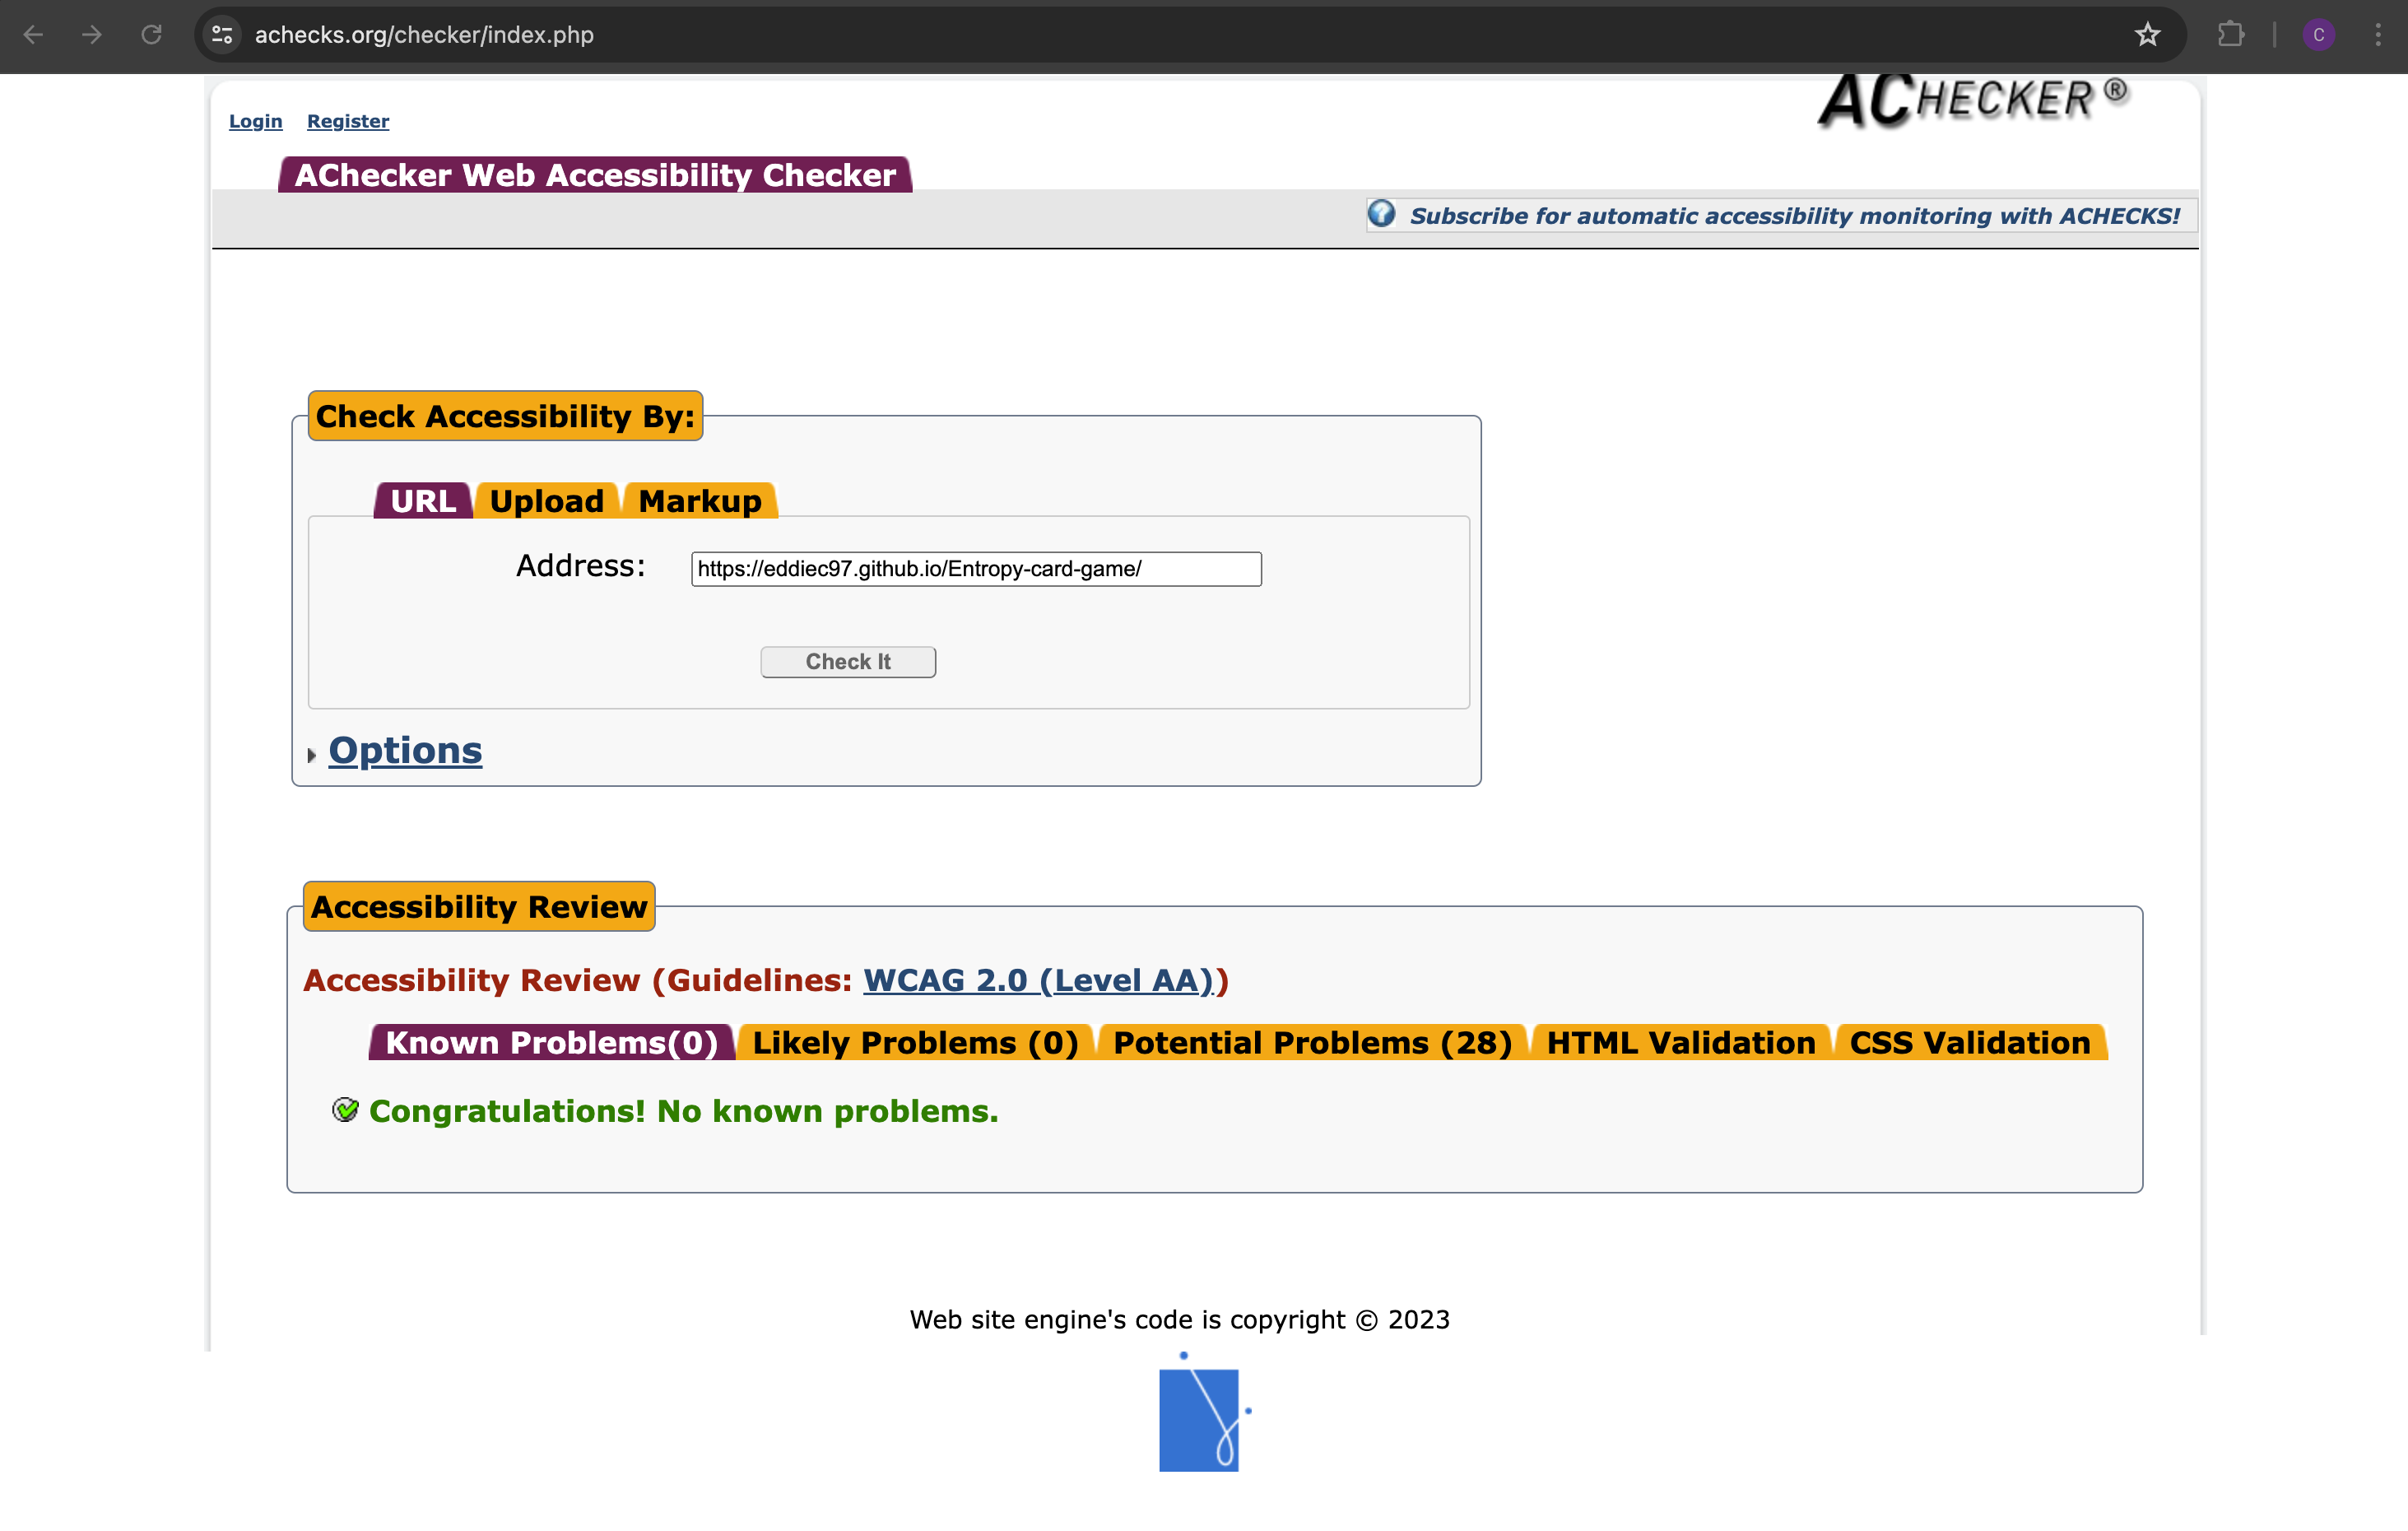 achecks.org/checker/index.php
C
ACHECKER ®
Login Register
AChecker Web Accessibility Checker
Subscribe for automatic accessibility monitoring with ACHECKS!
Check Accessibility By:
URL Upload Markup
Address: https://eddiec97.github.io/Entropy-card-game/
Check It
Options
Accessibility Review
Accessibility Review (Guidelines: WCAG 2.0 (Level AA))
Known Problems(0) Likely Problems (0) Potential Problems (28) HTML Validation CSS Validation
Congratulations! No known problems.
Web site engine's code is copyright © 2023